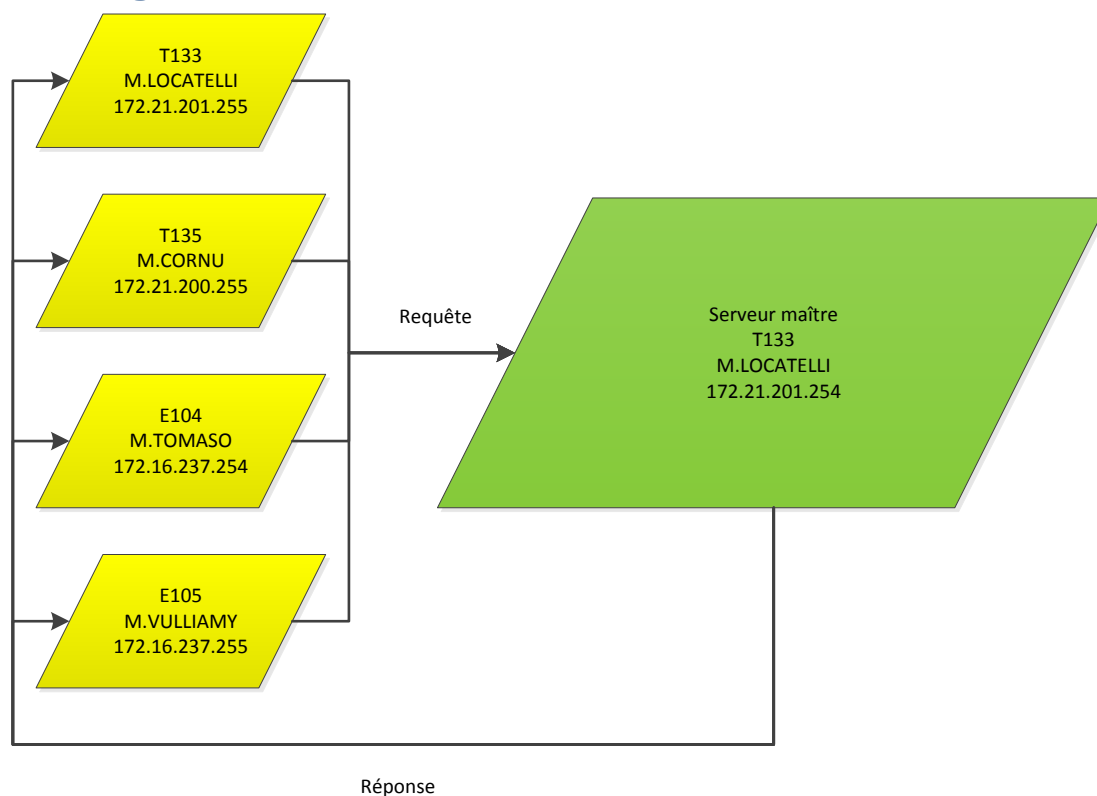 T133
M.LOCATELLI
172.21.201.255
T135
M.CORNU
172.21.200.255
E104
M.TOMASO
172.16.237.254
E105
M.VULLIAMY
172.16.237.255
Requête
Serveur maître
T133
M.LOCATELLI
172.21.201.254
Réponse